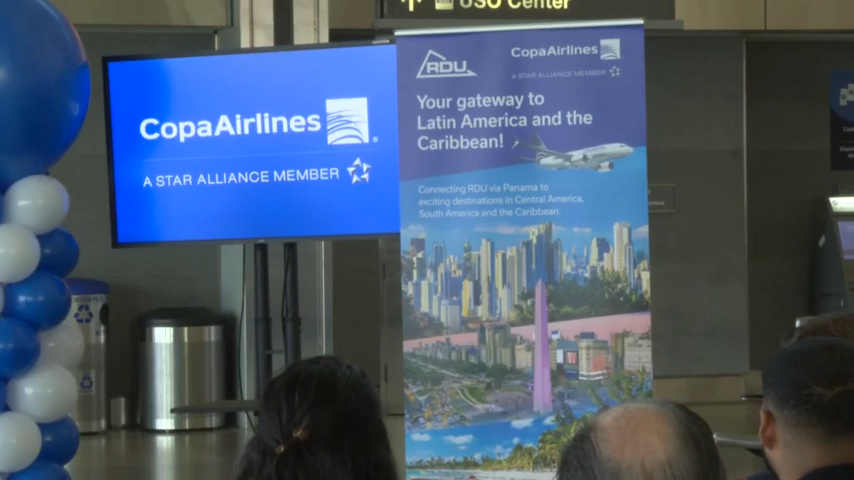 USO Center
CopaAirlines
A STAR ALLIANCE MEMBER
RDU
CopaAirlines
A STAR ALLIANCE MEMBER
Your gateway to
Latin America and the
Caribbean!
Connecting RDU via Panama to
exciting destinations in Central America,
South America and the Caribbean.